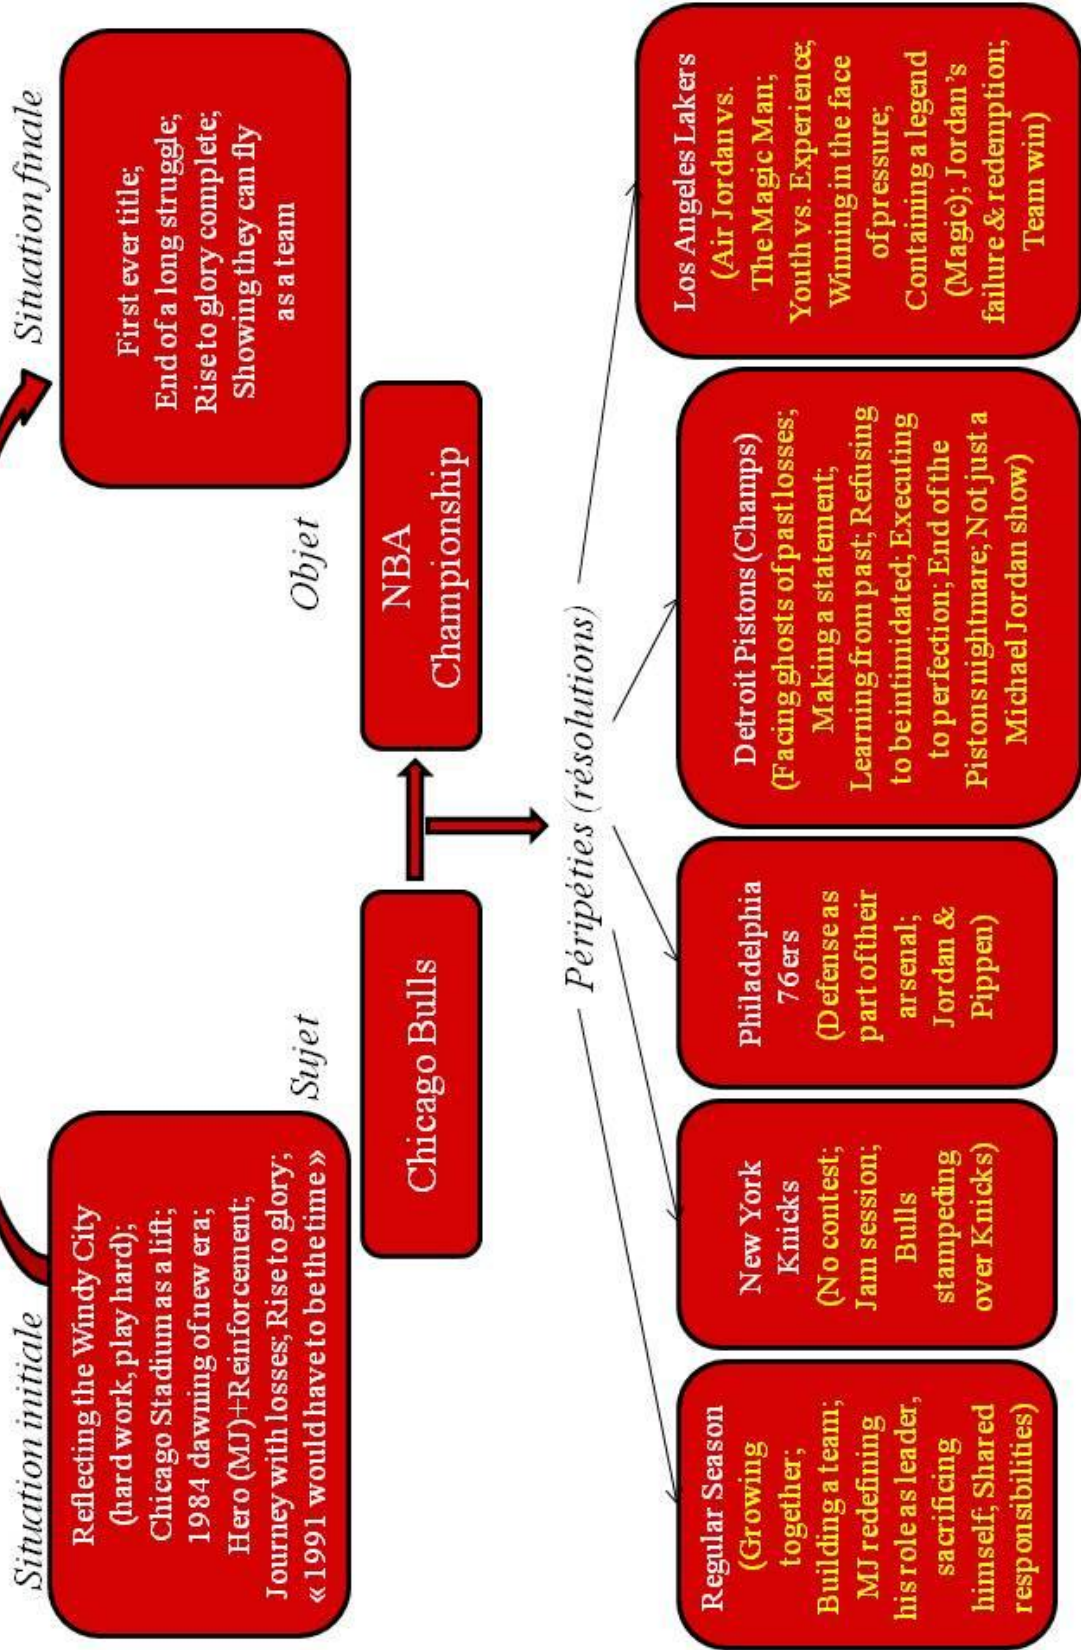 Situation initiale
Situation finale
Reflecting the Windy City
(hard work, play hard);
Chicago Stadium as a lift;
1984 dawning of new era;
Hero (MJ)+Reinforcement;
Journey with losses; Rise to glory;
« 1991 would have to be the time »
First ever title;
End of a long struggle;
Rise to glory complete;
Showing they can fly
as a team
Sujet
Objet
Chicago Bulls
NBA
Championship
Péripéties (résolutions)
Regular Season
(Growing
together;
Building a team;
MJ redefining
his role as leader,
sacrificing
himself; Shared
responsibilities)
New York
Knicks
(No contest;
Jam session;
Bulls
stampeding
over Knicks)
Philadelphia
76ers
(Defense as
part of their
arsenal;
Jordan &
Pippen)
Detroit Pistons (Champs)
(Facing ghosts of past losses;
Making a statement;
Learning from past; Refusing
to be intimidated; Executing
to perfection; End of the
Pistons nightmare; Not just a
Michael Jordan show)
Los Angeles Lakers
(Air Jordan vs.
The Magic Man;
Youth vs. Experience;
Winning in the face
of pressure;
Containing a legend
(Magic); Jordan's
failure & redemption;
Team win)